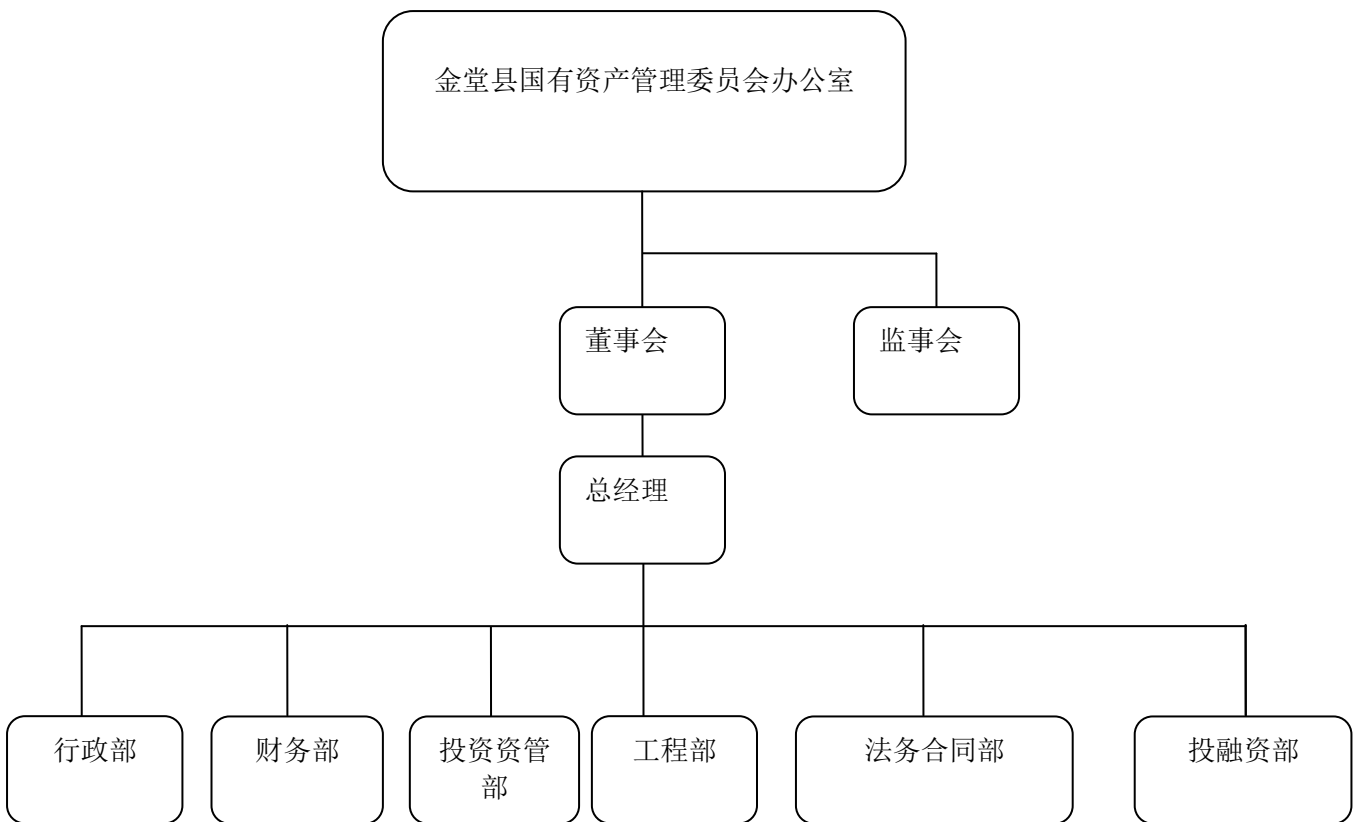 金堂县国有资产管理委员会办公室
董事会
监事会
总经理
行政部
财务部
投资资管
部
工程部
法务合同部
投融资部